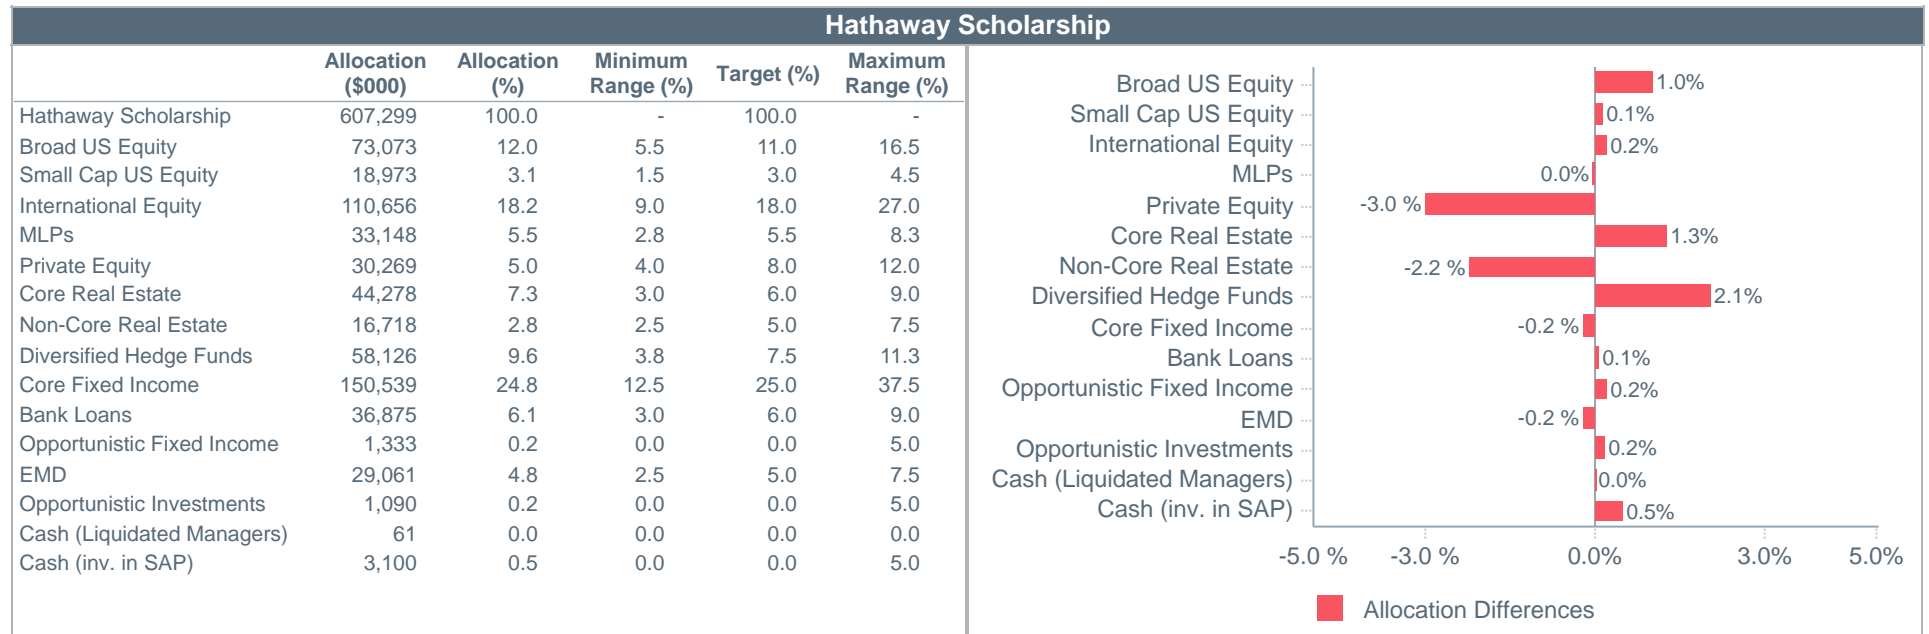 Hathaway Scholarship
Allocation ($000) Allocation (%) Minimum Range (%) Target (%) Maximum Range (%)
Hathaway Scholarship 607,299 100.0 - 100.0 -
Broad US Equity 73,073 12.0 5.5 11.0 16.5
Small Cap US Equity 18,973 3.1 1.5 3.0 4.5
International Equity 110,656 18.2 9.0 18.0 27.0
MLPs 33,148 5.5 2.8 5.5 8.3
Private Equity 30,269 5.0 4.0 8.0 12.0
Core Real Estate 44,278 7.3 3.0 6.0 9.0
Non-Core Real Estate 16,718 2.8 2.5 5.0 7.5
Diversified Hedge Funds 58,126 9.6 3.8 7.5 11.3
Core Fixed Income 150,539 24.8 12.5 25.0 37.5
Bank Loans 36,875 6.1 3.0 6.0 9.0
Opportunistic Fixed Income 1,333 0.2 0.0 0.0 5.0
EMD 29,061 4.8 2.5 5.0 7.5
Opportunistic Investments 1,090 0.2 0.0 0.0 5.0
Cash (Liquidated Managers) 61 0.0 0.0 0.0 0.0
Cash (inv. in SAP) 3,100 0.5 0.0 0.0 5.0
Broad US Equity 1.0%
Small Cap US Equity 0.1%
International Equity 0.2%
MLPs 0.0%
Private Equity -3.0 %
Core Real Estate 1.3%
Non-Core Real Estate -2.2 %
Diversified Hedge Funds 2.1%
Core Fixed Income -0.2 %
Bank Loans 0.1%
Opportunistic Fixed Income 0.2%
EMD -0.2 %
Opportunistic Investments 0.2%
Cash (Liquidated Managers) 0.0%
Cash (inv. in SAP) 0.5%
-5.0 % -3.0 % 0.0% 3.0% 5.0%
Allocation Differences